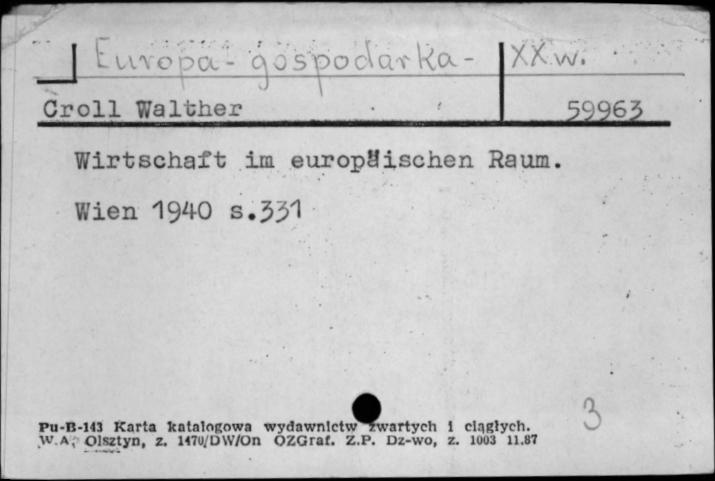 Europa - gospodarka - XX w.
Croll Walther 59963
Wirtschaft im europäischen Raum.
Wien 1940 s.331
3
Pu-B-143 Karta katalogowa wydawnictw zwartych i ciągłych.
W.A. Olsztyn, z. 1470/DW/On OZGraf. Z.P. Dz-wo, z. 1003 11.87